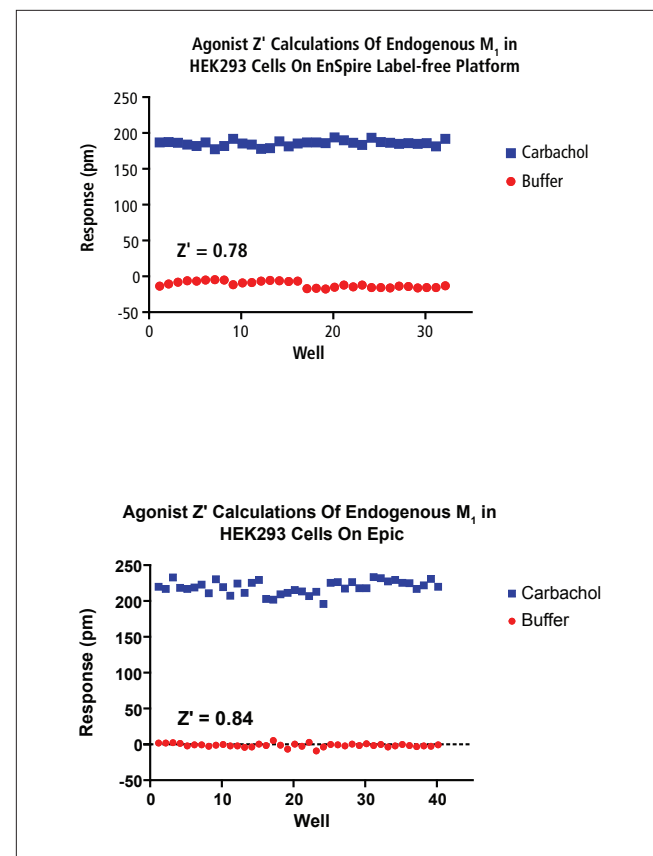 Agonist Z' Calculations Of Endogenous M₁ in
HEK293 Cells On EnSpire Label-free Platform
250
200
150
100
50
0
-50
Response (pm)
Z' = 0.78
Carbachol
Buffer
0 10 20 30
Well
Agonist Z' Calculations Of Endogenous M₁ in
HEK293 Cells On Epic
250
200
150
100
50
0
-50
Response (pm)
Z' = 0.84
Carbachol
Buffer
0 10 20 30 40
Well